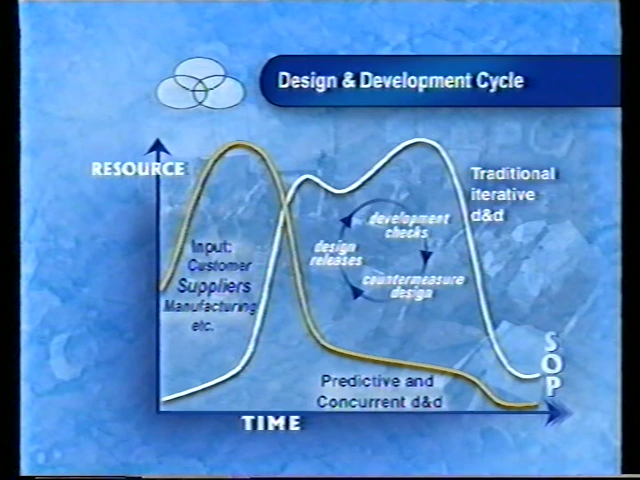 Design & Development Cycle
RESOURCE
Traditional
iterative
d&d
development
checks
design
releases
countermeasure
design
Input:
Customer
Suppliers
Manufacturing
etc.
SOP
Predictive and
Concurrent d&d
TIME